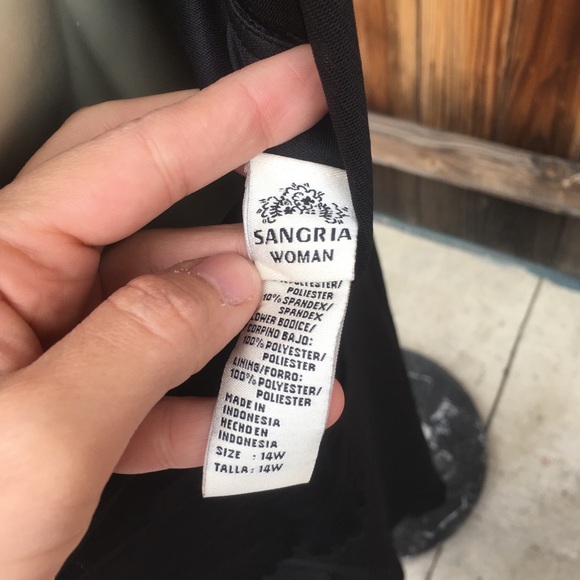 SANGRIA
WOMAN
POLYESTER/
POLIESTER
10% SPANDEX/
SPANDEX
LOWER BODICE/
CORPINO BAJO:
100% POLYESTER/
POLIESTER
LINING/FORRO:
100% POLYESTER/
POLIESTER
MADE IN
INDONESIA
HECHO EN
INDONESIA
SIZE : 14W
TALLA : 14W